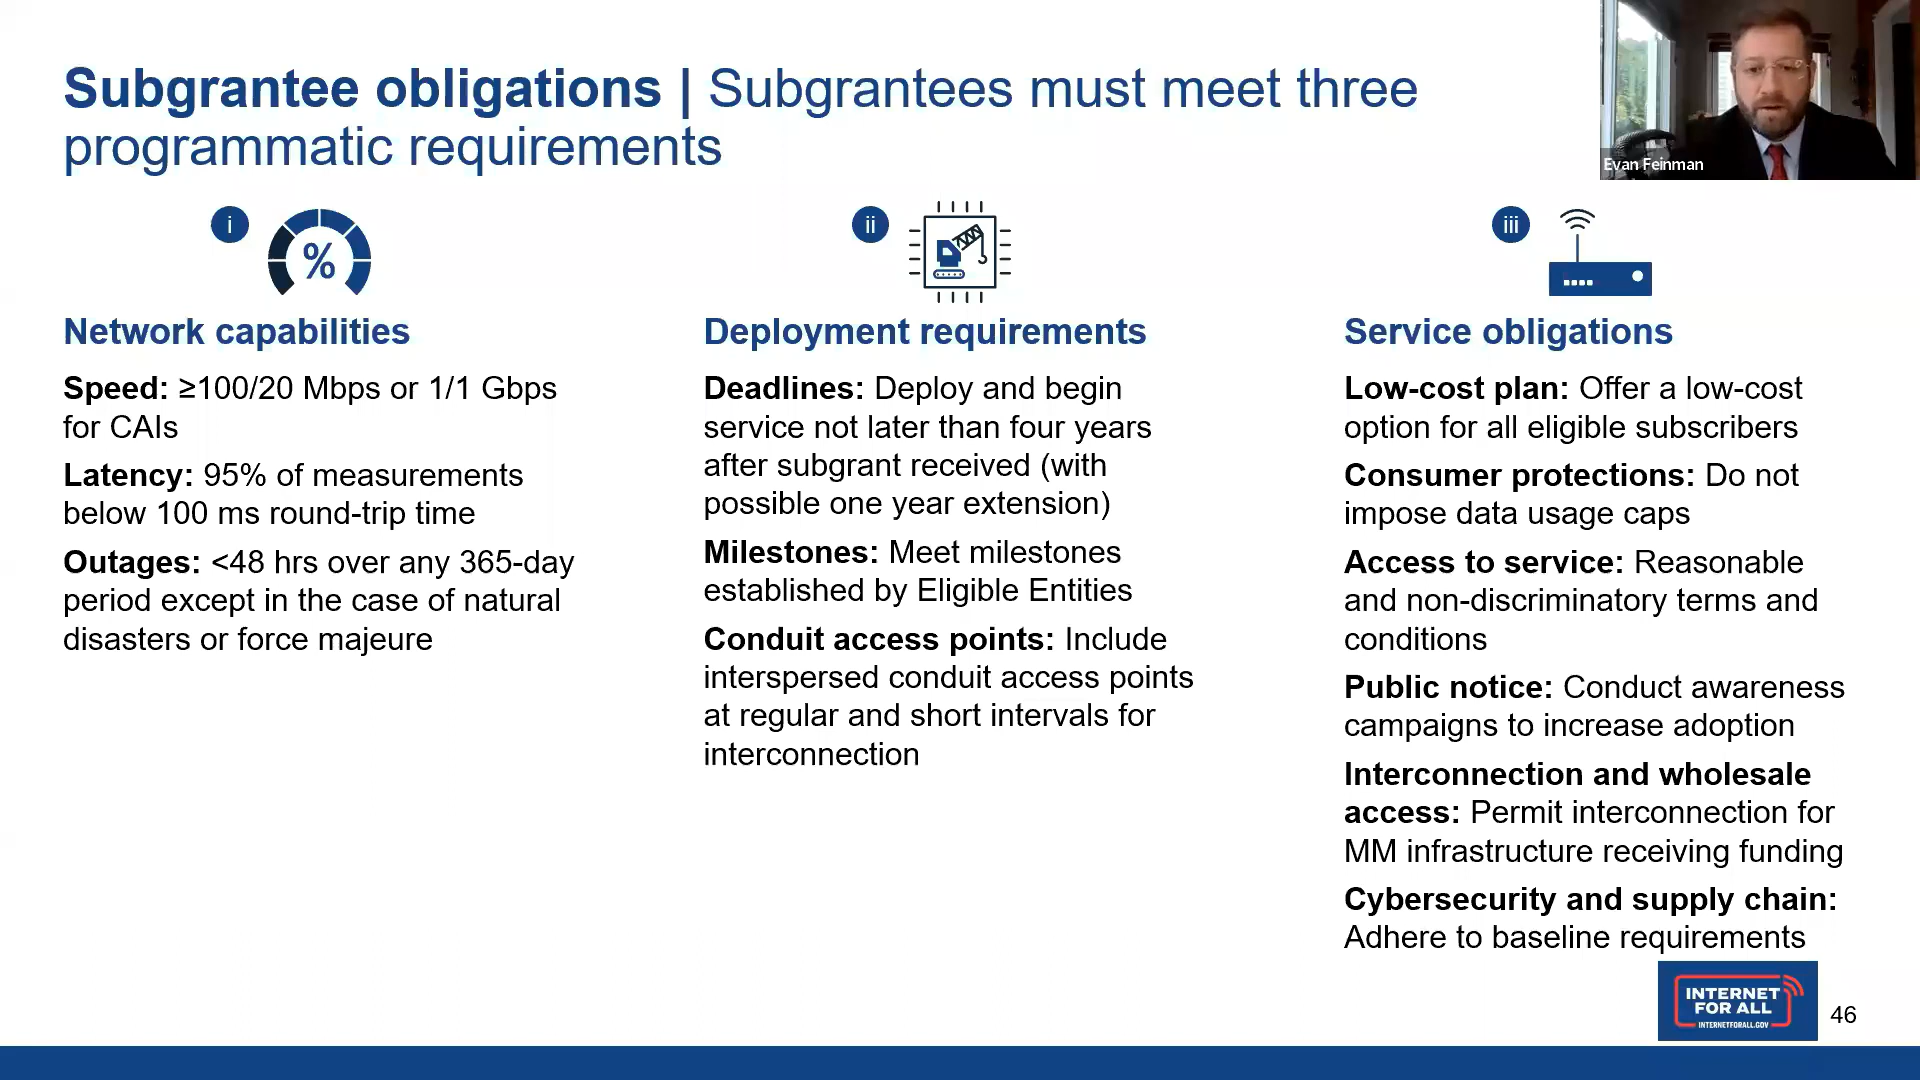 Subgrantee obligations | Subgrantees must meet three
programmatic requirements
Evan Feinman
i
%
Network capabilities
Speed: ≥100/20 Mbps or 1/1 Gbps
for CAIs
Latency: 95% of measurements
below 100 ms round-trip time
Outages: <48 hrs over any 365-day
period except in the case of natural
disasters or force majeure
ii
Deployment requirements
Deadlines: Deploy and begin
service not later than four years
after subgrant received (with
possible one year extension)
Milestones: Meet milestones
established by Eligible Entities
Conduit access points: Include
interspersed conduit access points
at regular and short intervals for
interconnection
iii
Service obligations
Low-cost plan: Offer a low-cost
option for all eligible subscribers
Consumer protections: Do not
impose data usage caps
Access to service: Reasonable
and non-discriminatory terms and
conditions
Public notice: Conduct awareness
campaigns to increase adoption
Interconnection and wholesale
access: Permit interconnection for
MM infrastructure receiving funding
Cybersecurity and supply chain:
Adhere to baseline requirements
INTERNET
FOR ALL
INTERNETFORALL.GOV
46